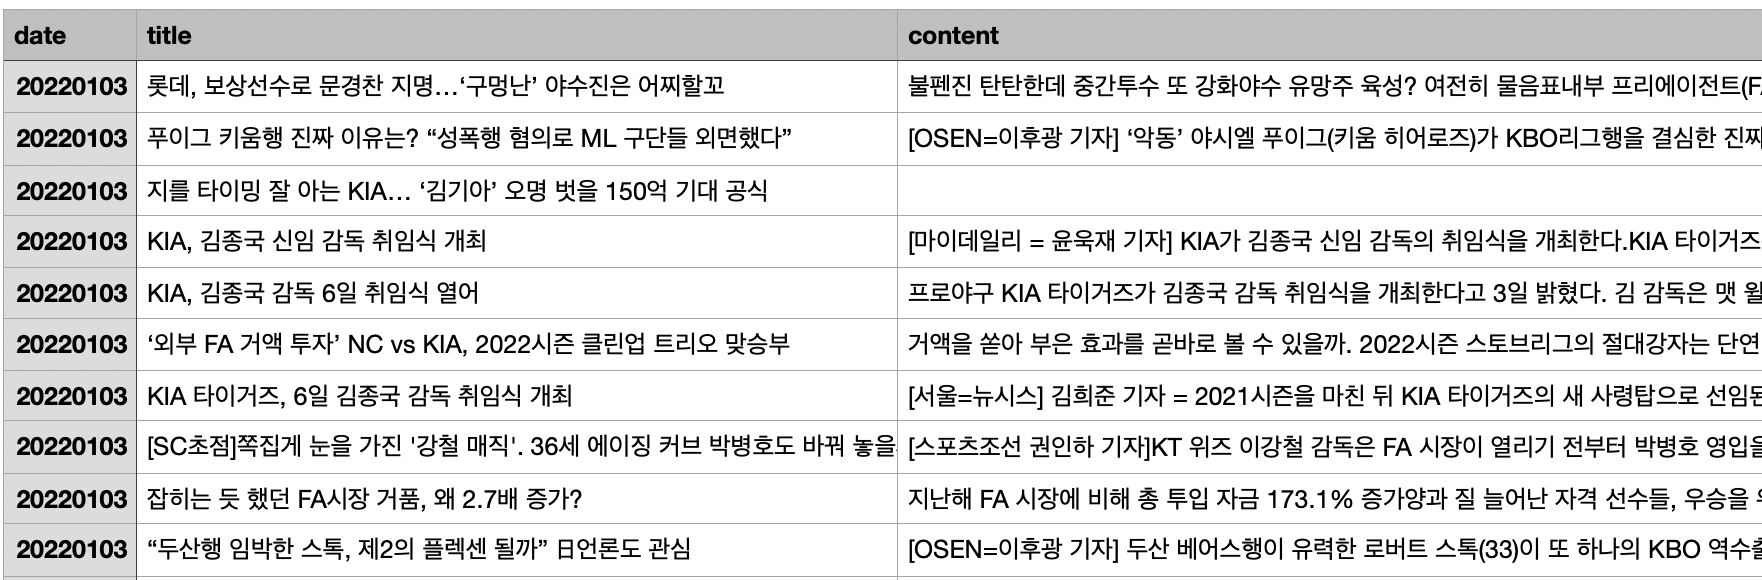 date title content
20220103 롯데, 보상선수로 문경찬 지명…‘구멍난’ 야수진은 어찌할꼬 불펜진 탄탄한데 중간투수 또 강화야수 유망주 육성? 여전히 물음표내부 프리에이전트(F
20220103 푸이그 키움행 진짜 이유는? “성폭행 혐의로 ML 구단들 외면했다” [OSEN=이후광 기자] ‘악동’ 야시엘 푸이그(키움 히어로즈)가 KBO리그행을 결심한 진짜
20220103 지를 타이밍 잘 아는 KIA… ‘김기아’ 오명 벗을 150억 기대 공식
20220103 KIA, 김종국 신임 감독 취임식 개최 [마이데일리 = 윤욱재 기자] KIA가 김종국 신임 감독의 취임식을 개최한다.KIA 타이거즈
20220103 KIA, 김종국 감독 6일 취임식 열어 프로야구 KIA 타이거즈가 김종국 감독 취임식을 개최한다고 3일 밝혔다. 김 감독은 맷 윌
20220103 ‘외부 FA 거액 투자’ NC vs KIA, 2022시즌 클린업 트리오 맞승부 거액을 쏟아 부은 효과를 곧바로 볼 수 있을까. 2022시즌 스토브리그의 절대강자는 단연
20220103 KIA 타이거즈, 6일 김종국 감독 취임식 개최 [서울=뉴시스] 김희준 기자 = 2021시즌을 마친 뒤 KIA 타이거즈의 새 사령탑으로 선임된
20220103 [SC초점]쪽집게 눈을 가진 '강철 매직'. 36세 에이징 커브 박병호도 바꿔 놓을 [스포츠조선 권인하 기자]KT 위즈 이강철 감독은 FA 시장이 열리기 전부터 박병호 영입을
20220103 잡히는 듯 했던 FA시장 거품, 왜 2.7배 증가? 지난해 FA 시장에 비해 총 투입 자금 173.1% 증가양과 질 늘어난 자격 선수들, 우승을
20220103 “두산행 임박한 스톡, 제2의 플렉센 될까” 日언론도 관심 [OSEN=이후광 기자] 두산 베어스행이 유력한 로버트 스톡(33)이 또 하나의 KBO 역수출